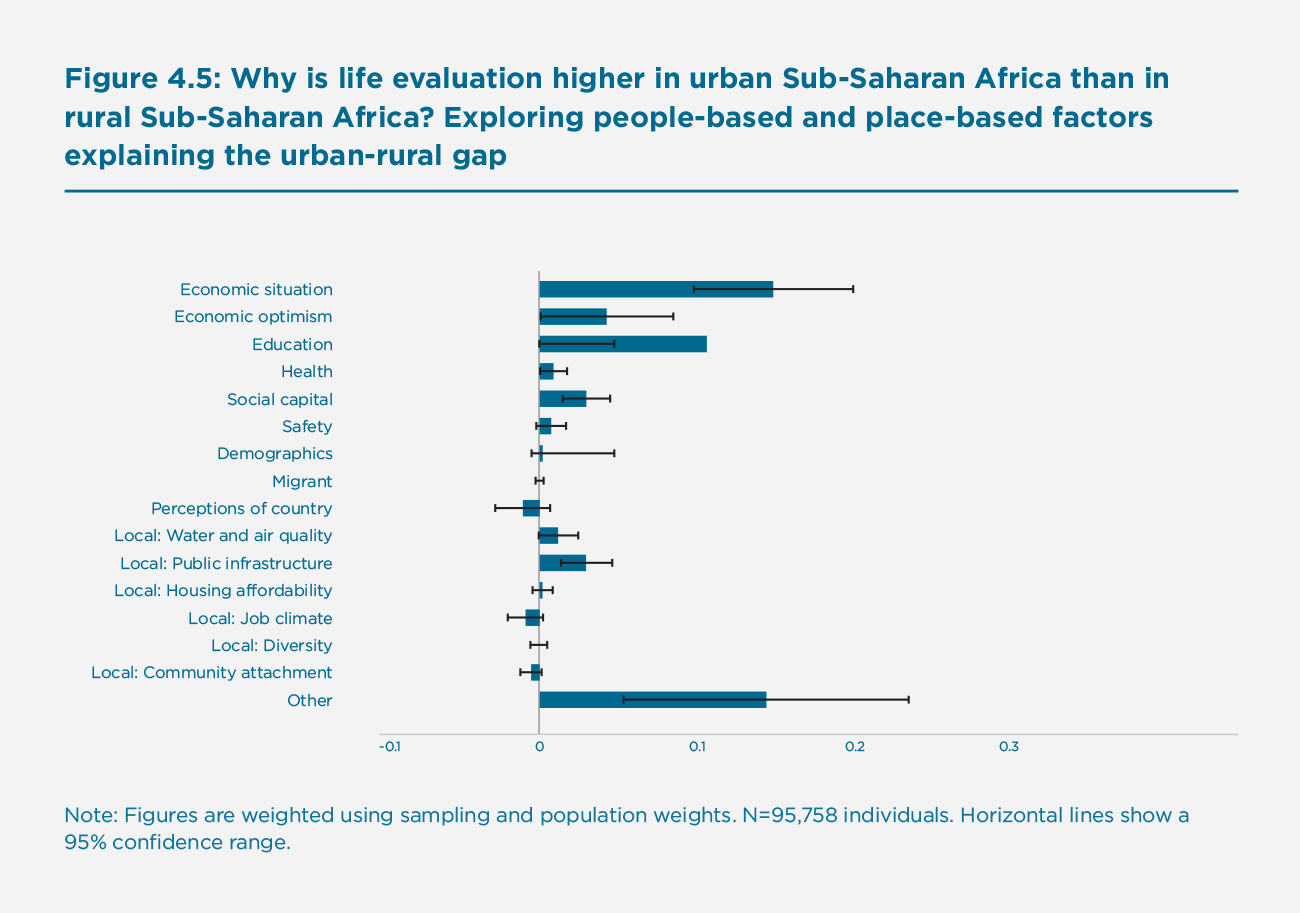 Figure 4.5: Why is life evaluation higher in urban Sub-Saharan Africa than in
rural Sub-Saharan Africa? Exploring people-based and place-based factors
explaining the urban-rural gap
Economic situation
Economic optimism
Education
Health
Social capital
Safety
Demographics
Migrant
Perceptions of country
Local: Water and air quality
Local: Public infrastructure
Local: Housing affordability
Local: Job climate
Local: Diversity
Local: Community attachment
Other
-0.1 0 0.1 0.2 0.3
Note: Figures are weighted using sampling and population weights. N=95,758 individuals. Horizontal lines show a
95% confidence range.